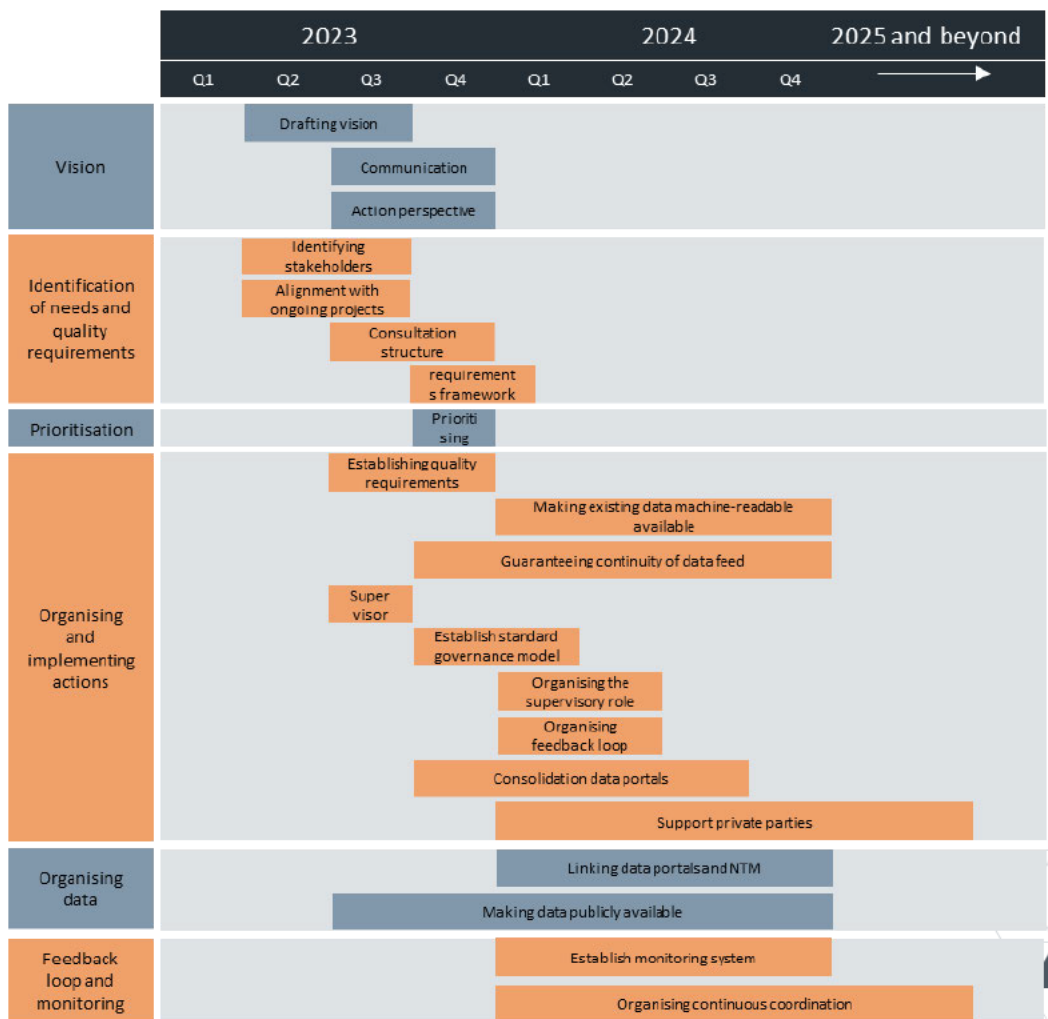 2023 2024 2025 and beyond
Q1 Q2 Q3 Q4 Q1 Q2 Q3 Q4
Vision
Drafting vision
Communication
Action perspective
Identification
of needs and
quality
requirements
Identifying
stakeholders
Alignment with
ongoing projects
Consultation
structure
requirement
s framework
Prioritisation
Prioriti
sing
Organising
and
implementing
actions
Establishing quality
requirements
Making existing data machine-readable
available
Guaranteeing continuity of data feed
Super
visor
Establish standard
governance model
Organising the
supervisory role
Organising
feedback loop
Consolidation data portals
Support private parties
Organising
data
Linking data portals and NTM
Making data publicly available
Feedback
loop and
monitoring
Establish monitoring system
Organising continuous coordination